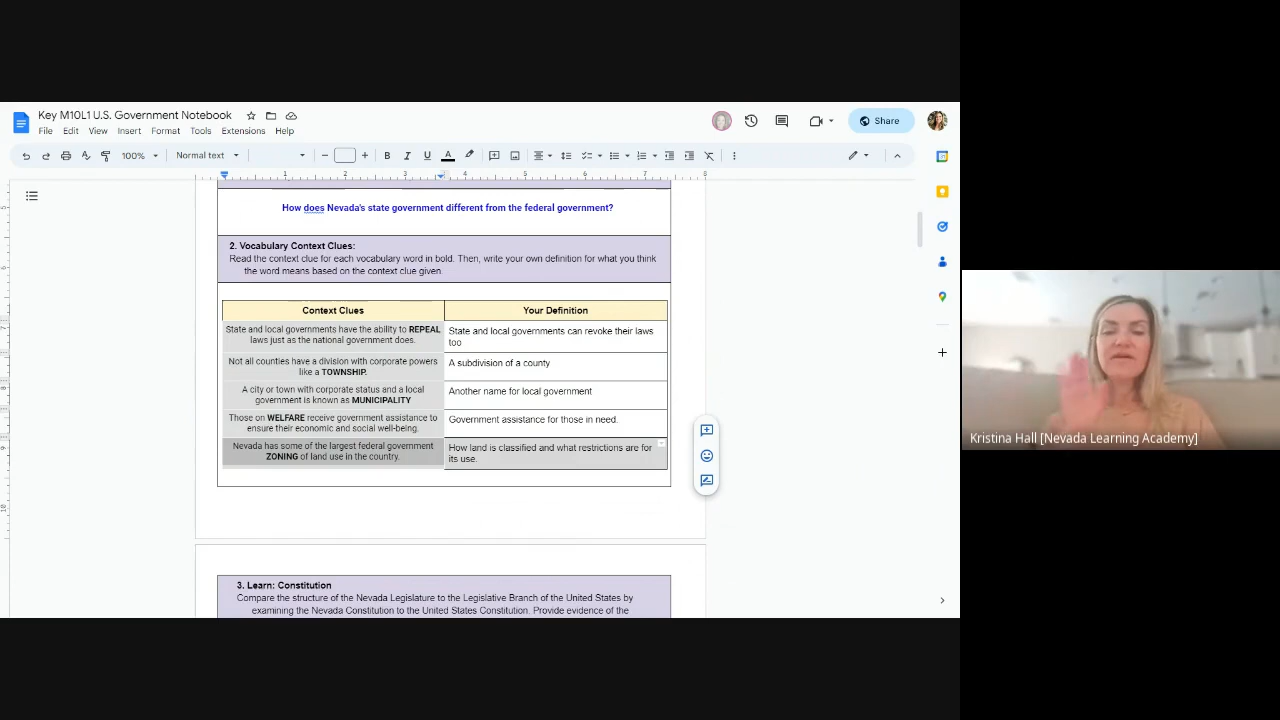 Key M10L1 U.S. Government Notebook
File Edit View Insert Format Tools Extensions Help
Share
100% Normal text B I U A
1 2 3 4 5 6 7 8
How does Nevada's state government different from the federal government?
2. Vocabulary Context Clues:
Read the context clue for each vocabulary word in bold. Then, write your own definition for what you think
the word means based on the context clue given.
Context Clues
Your Definition
State and local governments have the ability to REPEAL
laws just as the national government does.
State and local governments can revoke their laws
too
Not all counties have a division with corporate powers
like a TOWNSHIP.
A subdivision of a county
A city or town with corporate status and a local
government is known as MUNICIPALITY
Another name for local government
Those on WELFARE receive government assistance to
ensure their economic and social well-being.
Government assistance for those in need.
Nevada has some of the largest federal government
ZONING of land use in the country.
How land is classified and what restrictions are for
its use.
3. Learn: Constitution
Compare the structure of the Nevada Legislature to the Legislative Branch of the United States by
examining the Nevada Constitution to the United States Constitution. Provide evidence of the
Kristina Hall [Nevada Learning Academy]